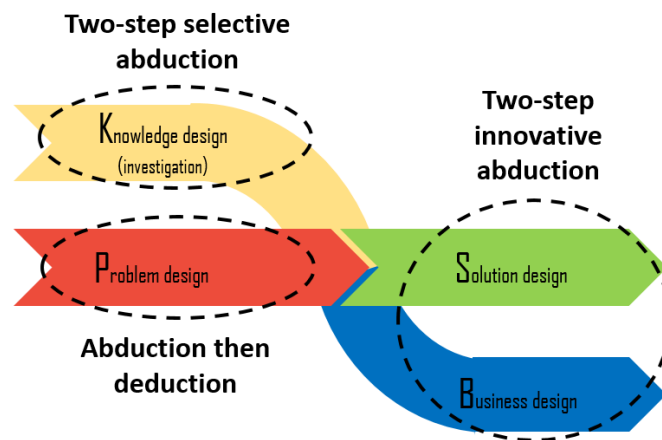 Two-step selective
abduction
Knowledge design
(investigation)
Two-step
innovative
abduction
Problem design
Solution design
Abduction then
deduction
Business design